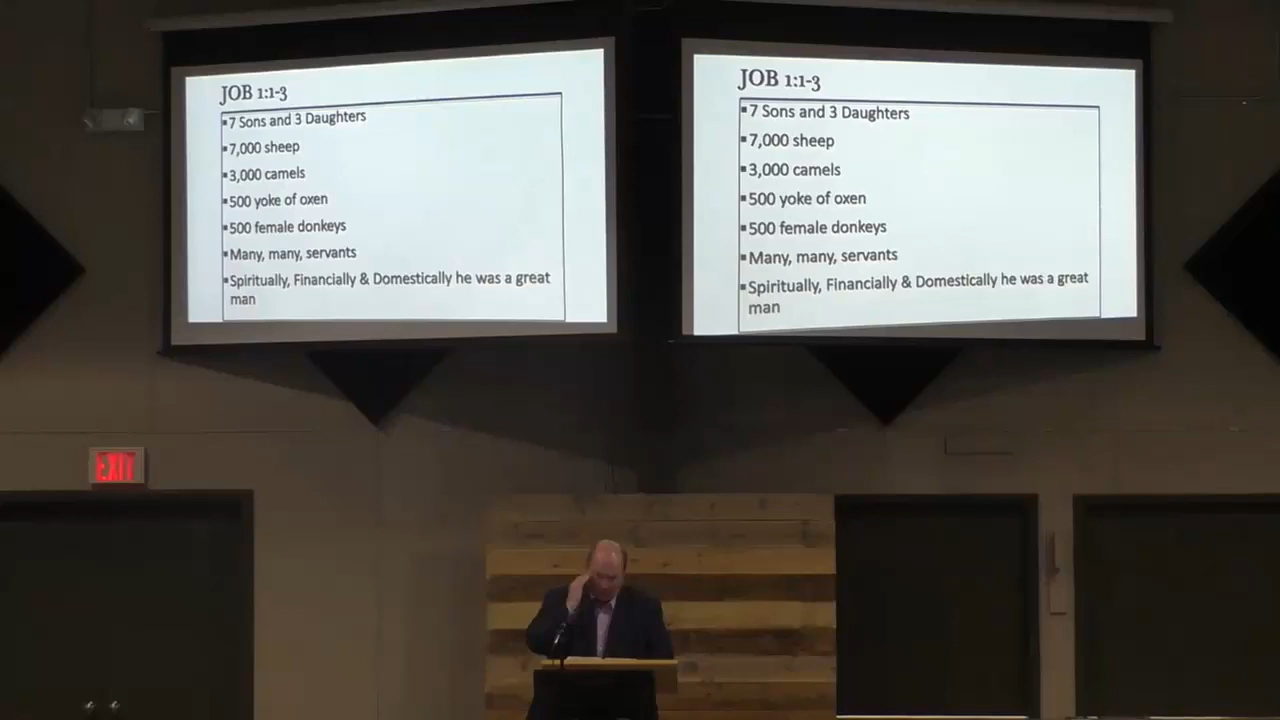 JOB 1:1-3
▪7 Sons and 3 Daughters
▪7,000 sheep
▪3,000 camels
▪500 yoke of oxen
▪500 female donkeys
▪Many, many, servants
▪Spiritually, Financially & Domestically he was a great
man
JOB 1:1-3
▪7 Sons and 3 Daughters
▪7,000 sheep
▪3,000 camels
▪500 yoke of oxen
▪500 female donkeys
▪Many, many, servants
▪Spiritually, Financially & Domestically he was a great
man
EXIT